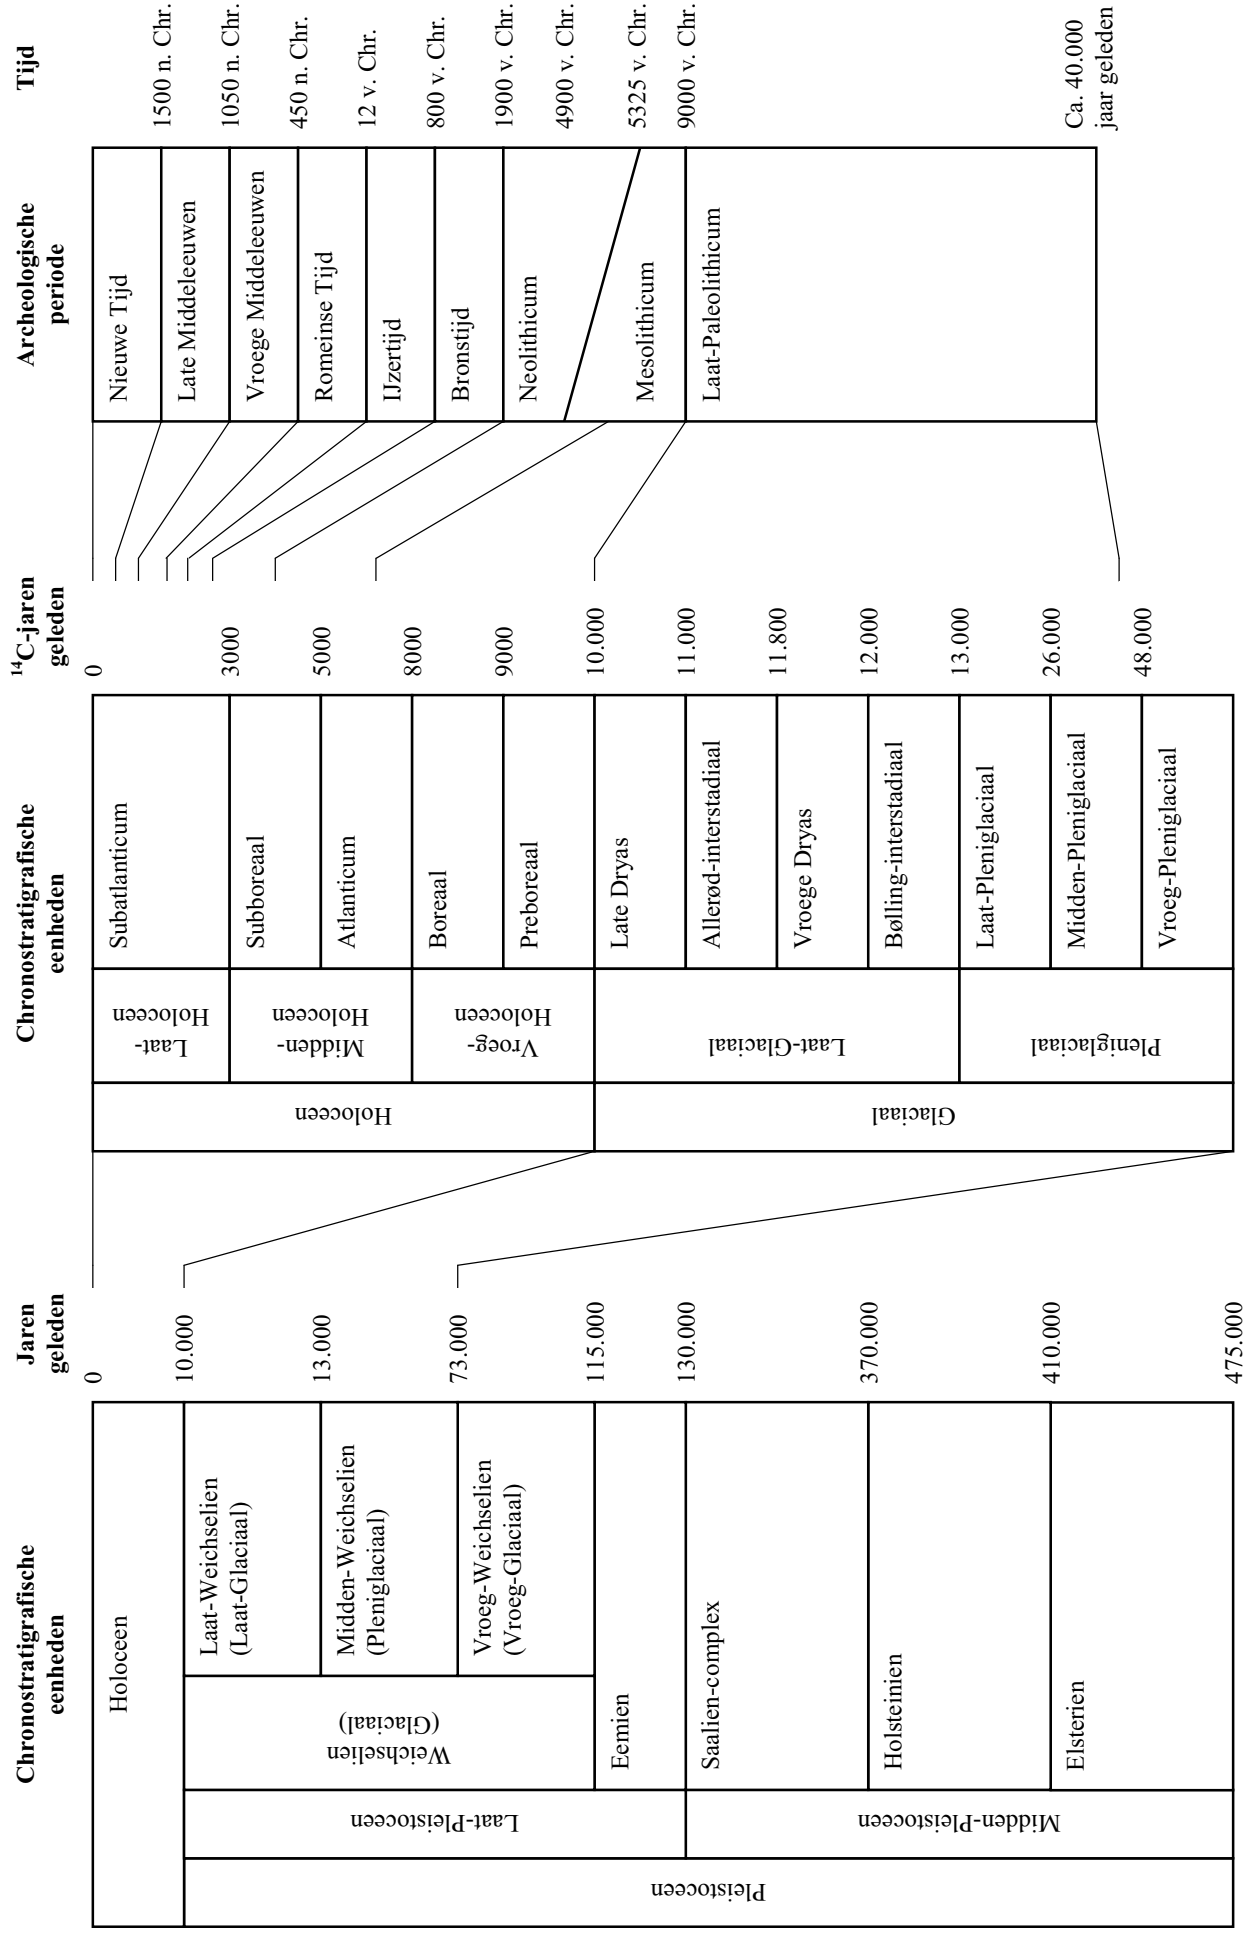 Chronostratigrafische
eenheden
Jaren
geleden
Chronostratigrafische
eenheden
¹⁴C-jaren
geleden
Archeologische
periode
Tijd
Pleistoceen
Laat-Pleistoceen
Midden-Pleistoceen
Weichselien
(Glaciaal)
Holoceen
Laat-Weichselien
(Laat-Glaciaal)
Midden-Weichselien
(Pleniglaciaal)
Vroeg-Weichselien
(Vroeg-Glaciaal)
Eemien
Saalien-complex
Holsteinien
Elsterien
0
10.000
13.000
73.000
115.000
130.000
370.000
410.000
475.000
Holoceen
Glaciaal
Laat-
Holoceen
Midden-
Holoceen
Vroeg-
Holoceen
Laat-Glaciaal
Pleniglaciaal
Subatlanticum
Subboreaal
Atlanticum
Boreaal
Preboreaal
Late Dryas
Allerød-interstadiaal
Vroege Dryas
Bølling-interstadiaal
Laat-Pleniglaciaal
Midden-Pleniglaciaal
Vroeg-Pleniglaciaal
0
3000
5000
8000
9000
10.000
11.000
11.800
12.000
13.000
26.000
48.000
Nieuwe Tijd
Late Middeleeuwen
Vroege Middeleeuwen
Romeinse Tijd
IJzertijd
Bronstijd
Neolithicum
Mesolithicum
Laat-Paleolithicum
1500 n. Chr.
1050 n. Chr.
450 n. Chr.
12 v. Chr.
800 v. Chr.
1900 v. Chr.
4900 v. Chr.
5325 v. Chr.
9000 v. Chr.
Ca. 40.000
jaar geleden